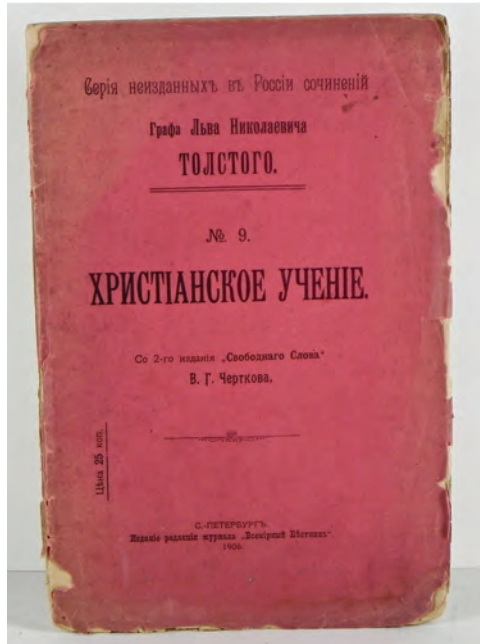 Серія неизданныхъ въ Россіи сочиненій
Графа Льва Николаевича
ТОЛСТОГО.
№ 9.
ХРИСТІАНСКОЕ УЧЕНІЕ.
Со 2-го изданія „Свободнаго Слова“
В. Г. Черткова.
Цѣна 25 коп.
С.-ПЕТЕРБУРГЪ.
Изданіе редакціи журнала „Всемірный Вѣстникъ“.
1906.